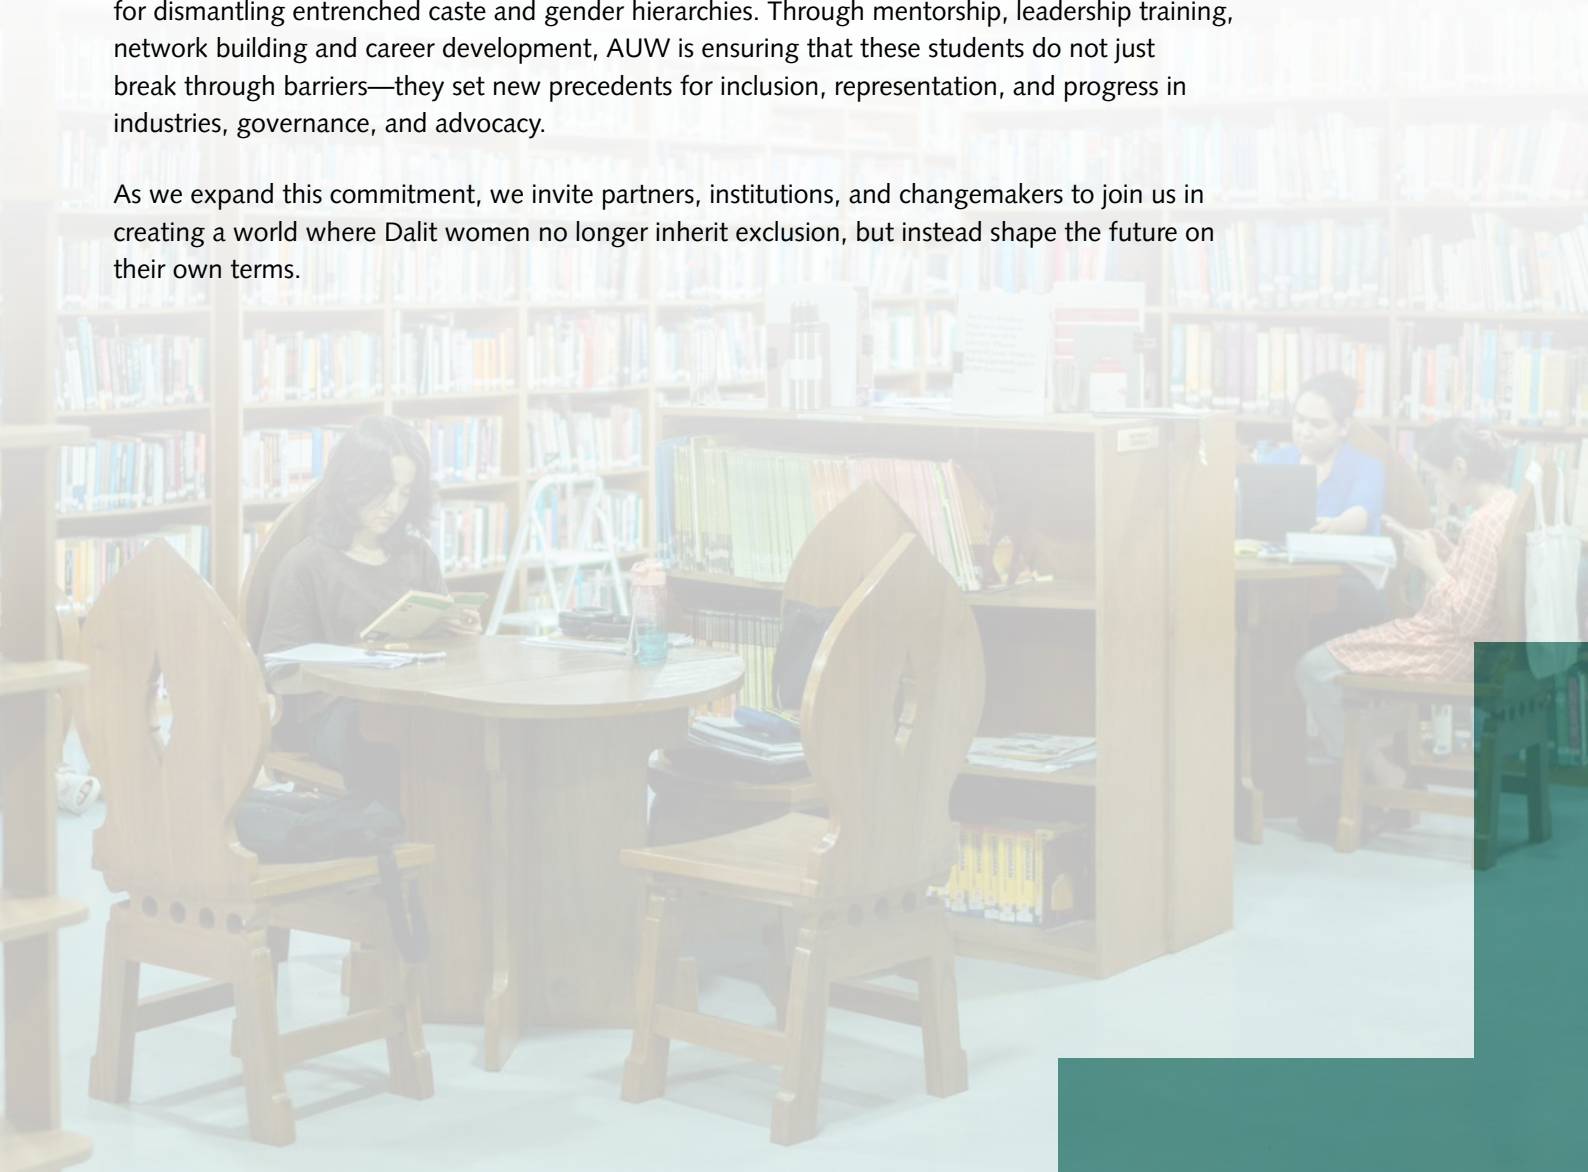 for dismantling entrenched caste and gender hierarchies. Through mentorship, leadership training,
network building and career development, AUW is ensuring that these students do not just
break through barriers—they set new precedents for inclusion, representation, and progress in
industries, governance, and advocacy.
As we expand this commitment, we invite partners, institutions, and changemakers to join us in
creating a world where Dalit women no longer inherit exclusion, but instead shape the future on
their own terms.